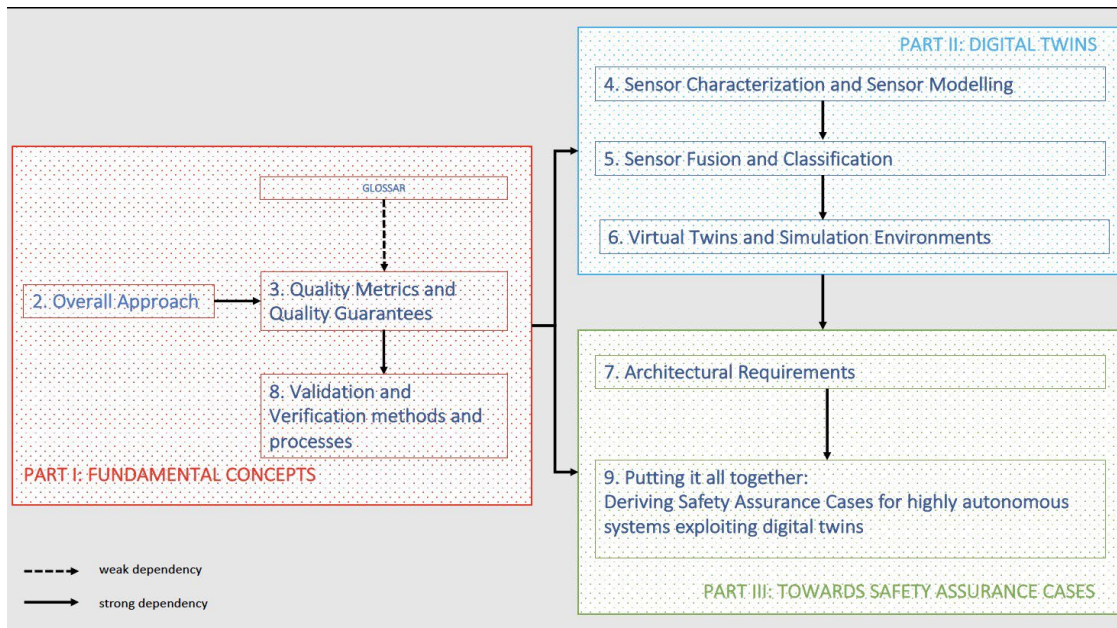 GLOSSAR
2. Overall Approach
3. Quality Metrics and
Quality Guarantees
8. Validation and
Verification methods and
processes
PART I: FUNDAMENTAL CONCEPTS
PART II: DIGITAL TWINS
4. Sensor Characterization and Sensor Modelling
5. Sensor Fusion and Classification
6. Virtual Twins and Simulation Environments
7. Architectural Requirements
9. Putting it all together:
Deriving Safety Assurance Cases for highly autonomous
systems exploiting digital twins
PART III: TOWARDS SAFETY ASSURANCE CASES
weak dependency
strong dependency